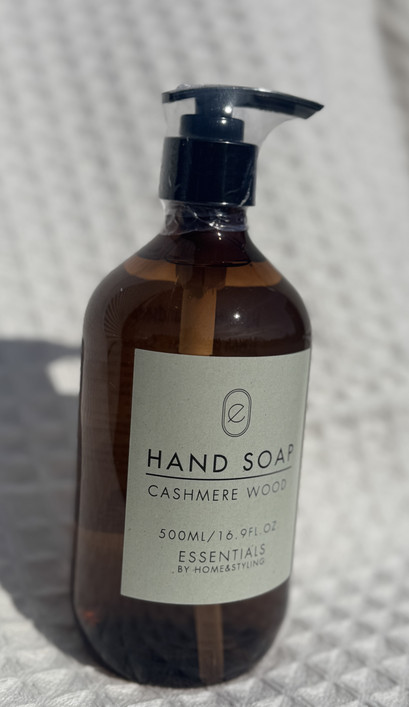 e
HAND SOAP
CASHMERE WOOD
500ML/16.9FL.OZ
ESSENTIALS
BY HOME&STYLING